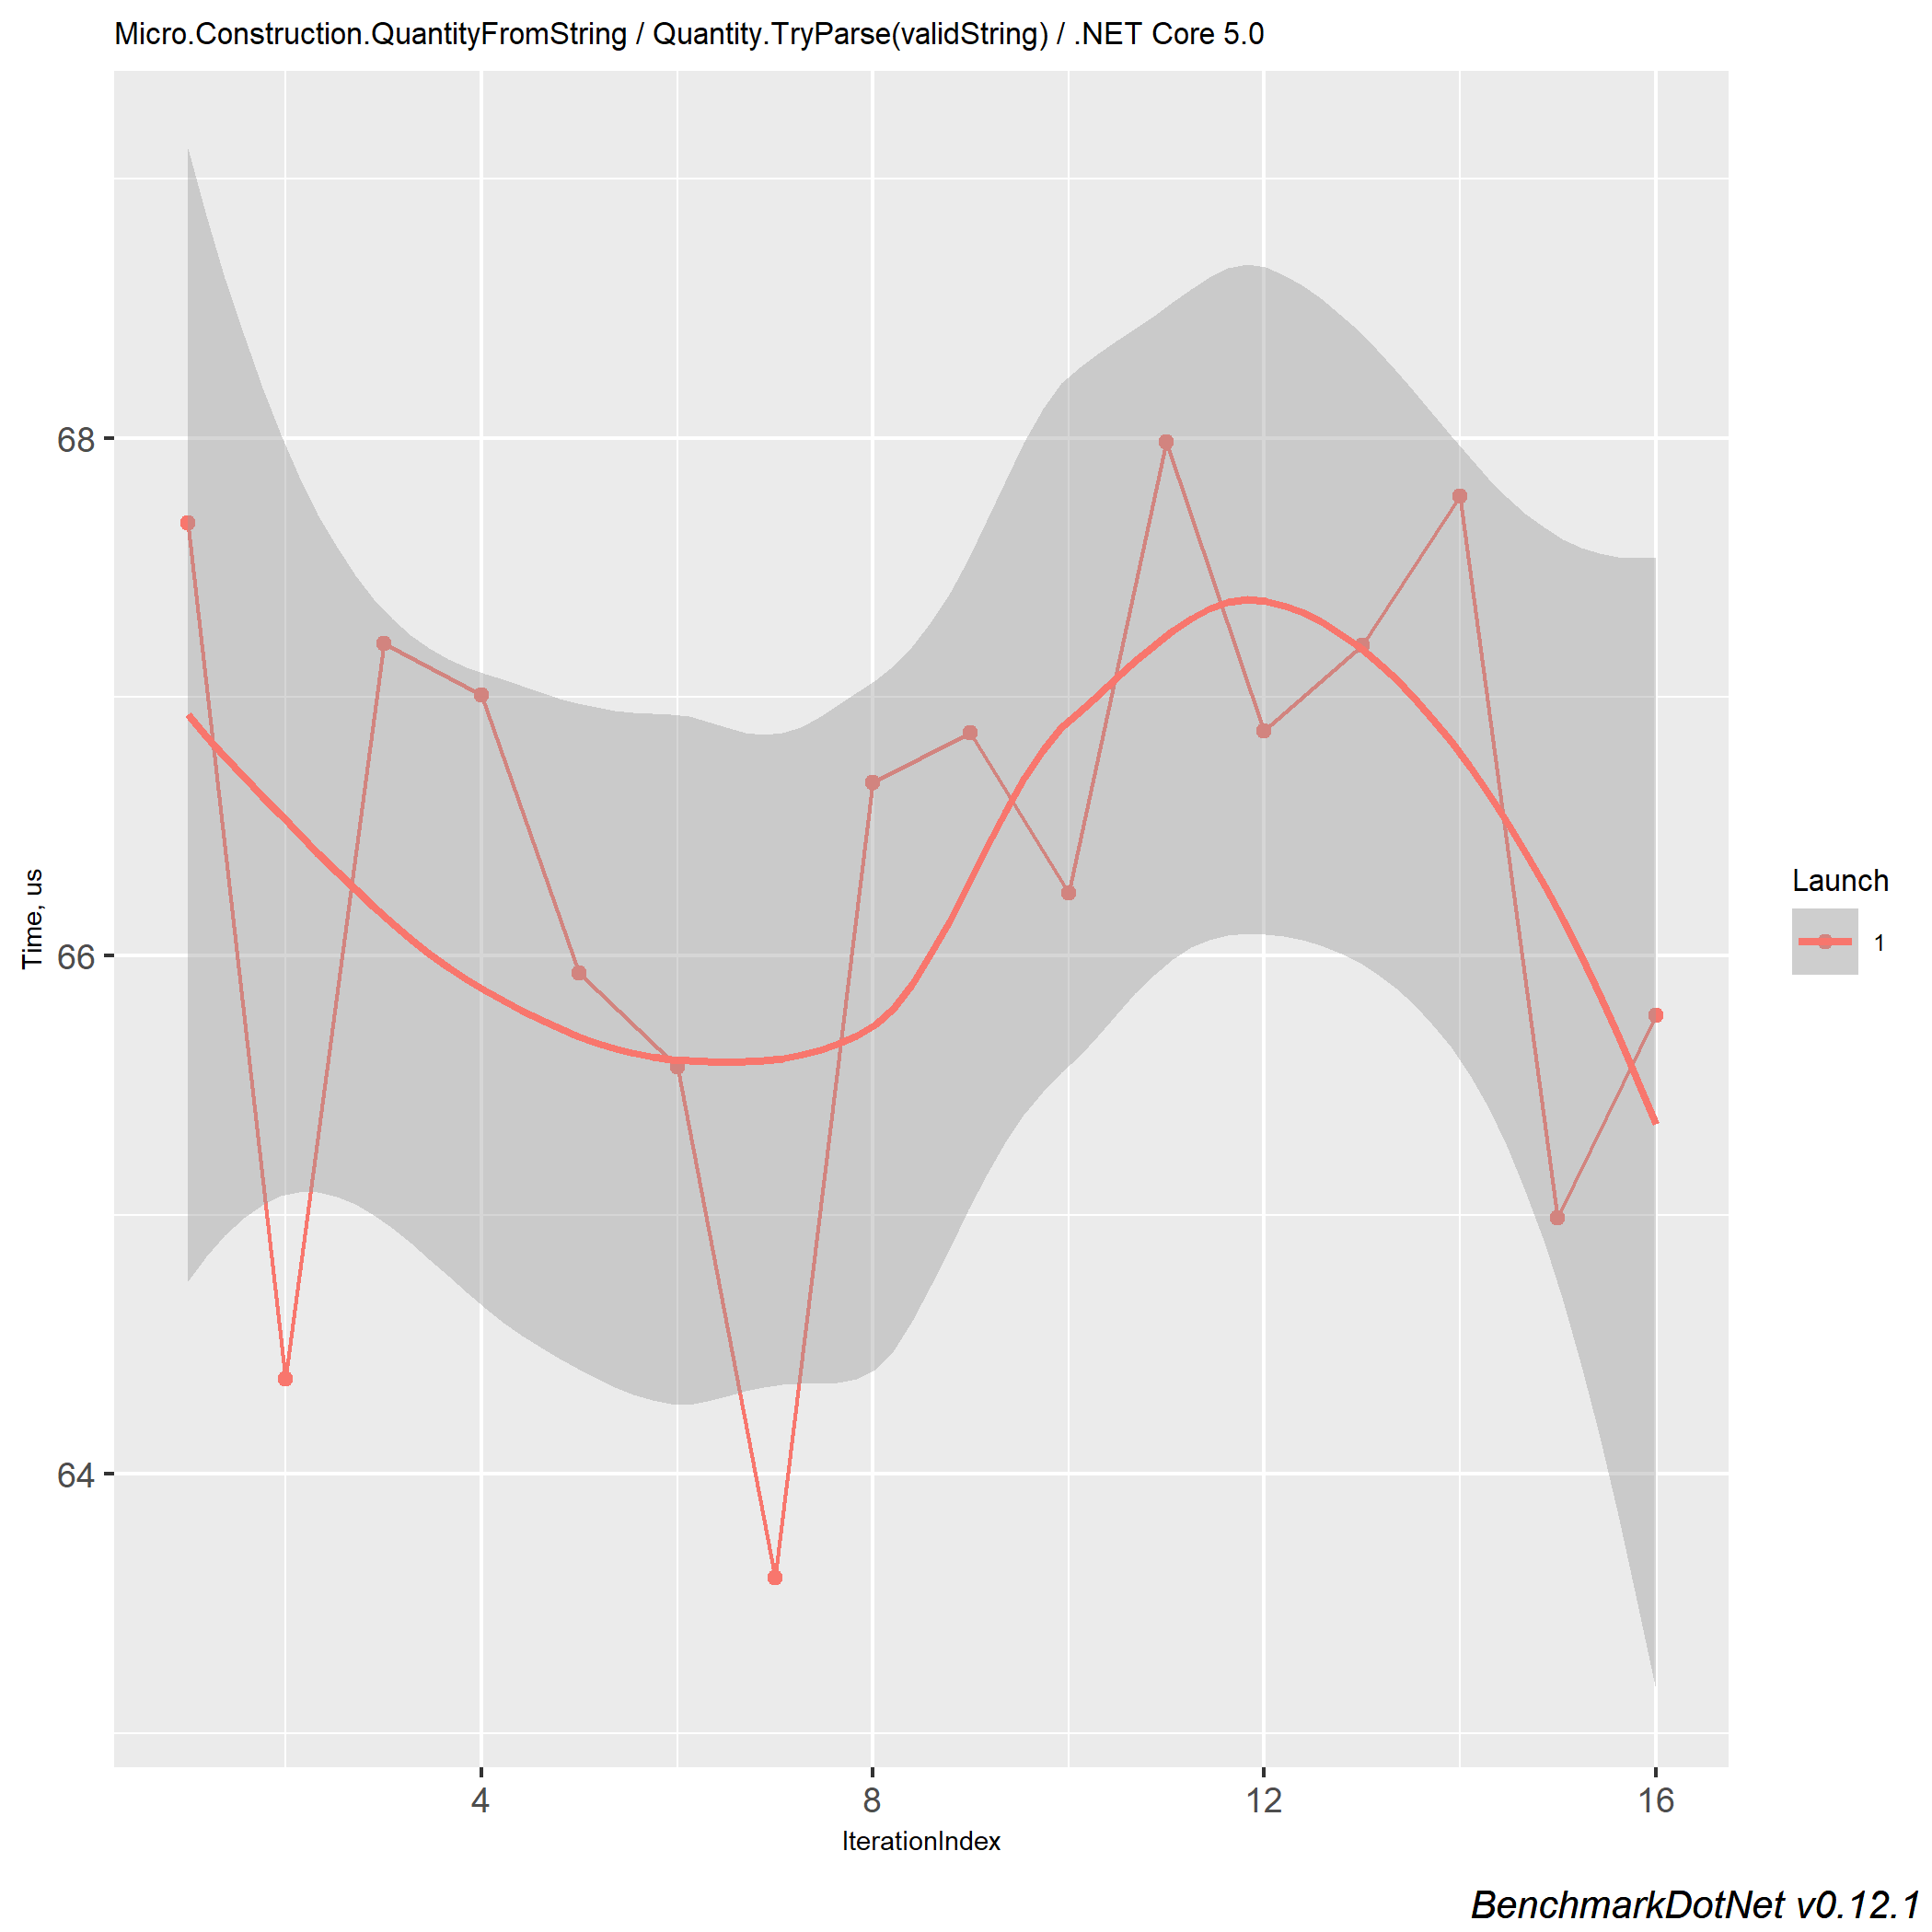 Micro.Construction.QuantityFromString / Quantity.TryParse(validString) / .NET Core 5.0
68
66
64
Time, us
4 8 12 16
IterationIndex
Launch
1
BenchmarkDotNet v0.12.1